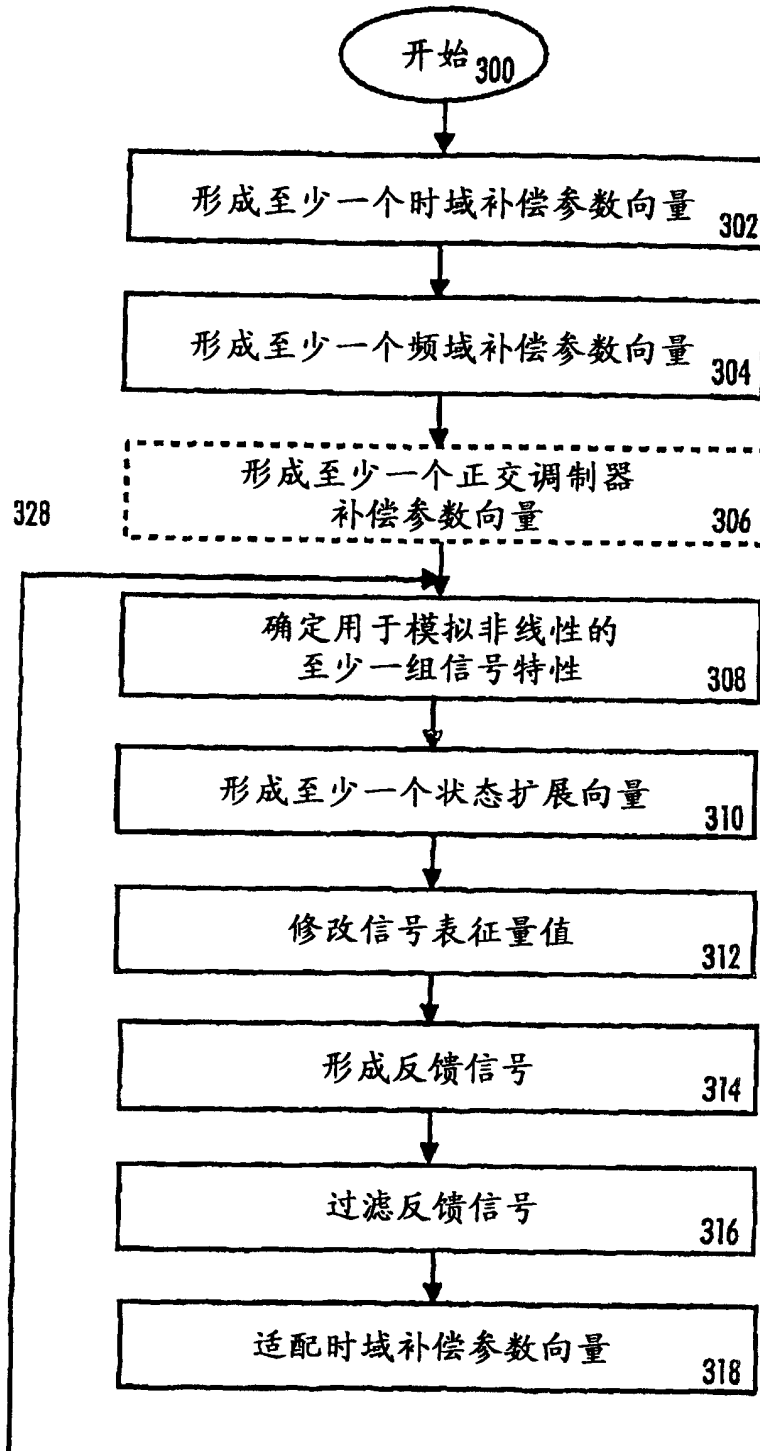 开始 300
形成至少一个时域补偿参数向量 302
形成至少一个频域补偿参数向量 304
形成至少一个正交调制器
补偿参数向量 306
328
确定用于模拟非线性的
至少一组信号特性 308
形成至少一个状态扩展向量 310
修改信号表征量值 312
形成反馈信号 314
过滤反馈信号 316
适配时域补偿参数向量 318